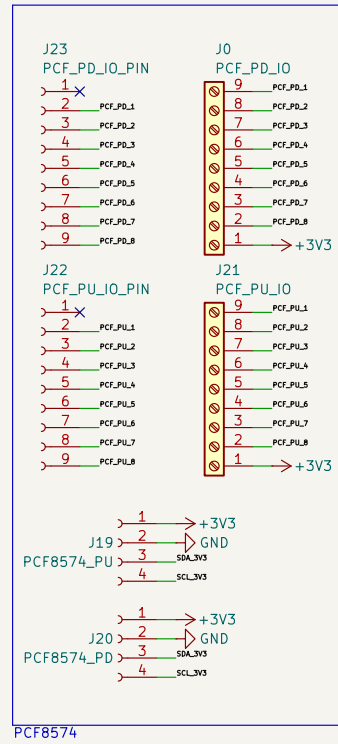 J23
PCF_PD_IO_PIN
1
2 PCF_PD_1
3 PCF_PD_2
4 PCF_PD_3
5 PCF_PD_4
6 PCF_PD_5
7 PCF_PD_6
8 PCF_PD_7
9 PCF_PD_8
J0
PCF_PD_IO
9 PCF_PD_1
8 PCF_PD_2
7 PCF_PD_3
6 PCF_PD_4
5 PCF_PD_5
4 PCF_PD_6
3 PCF_PD_7
2 PCF_PD_8
1 +3V3
J22
PCF_PU_IO_PIN
1
2 PCF_PU_1
3 PCF_PU_2
4 PCF_PU_3
5 PCF_PU_4
6 PCF_PU_5
7 PCF_PU_6
8 PCF_PU_7
9 PCF_PU_8
J21
PCF_PU_IO
9 PCF_PU_1
8 PCF_PU_2
7 PCF_PU_3
6 PCF_PU_4
5 PCF_PU_5
4 PCF_PU_6
3 PCF_PU_7
2 PCF_PU_8
1 +3V3
1 +3V3
J19 2 GND
PCF8574_PU 3 SDA_3V3
4 SCL_3V3
1 +3V3
J20 2 GND
PCF8574_PD 3 SDA_3V3
4 SCL_3V3
PCF8574